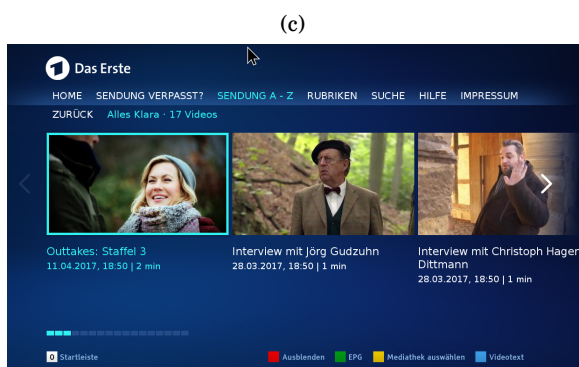 (c)
Das Erste
HOME SENDUNG VERPASST? SENDUNG A - Z RUBRIKEN SUCHE HILFE IMPRESSUM
ZURÜCK Alles Klara · 17 Videos
Outtakes: Staffel 3
11.04.2017, 18:50 | 2 min
Interview mit Jörg Gudzuhn
28.03.2017, 18:50 | 1 min
Interview mit Christoph Hagen
Dittmann
28.03.2017, 18:50 | 1 min
0 Startleiste Ausblenden EPG Mediathek auswählen Videotext